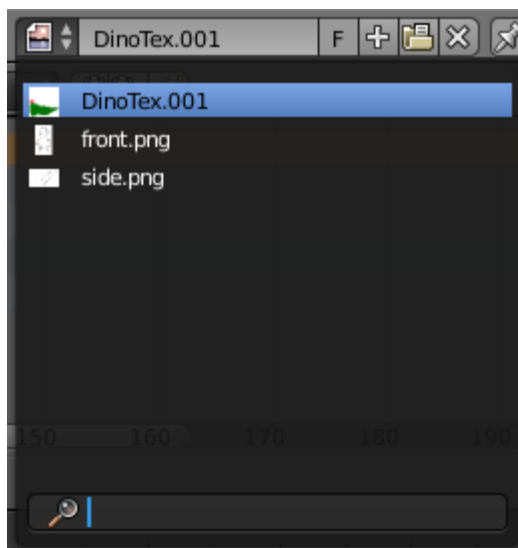 DinoTex.001 F
DinoTex.001
front.png
side.png
150 160 170 180 190